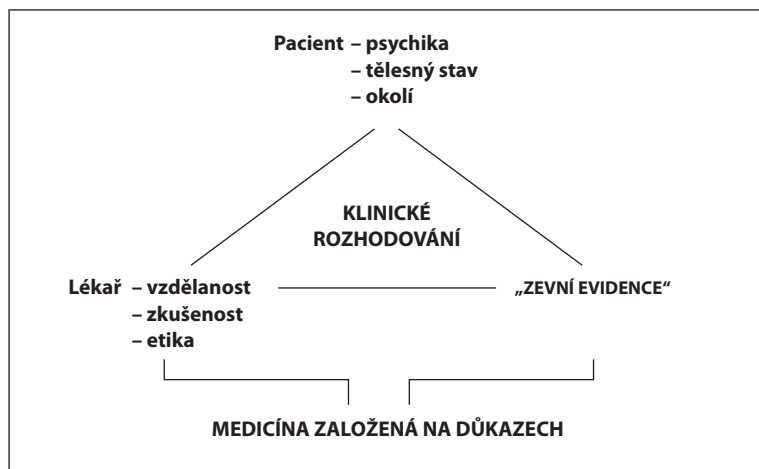 Pacient – psychika
– tělesný stav
– okolí
KLINICKÉ
ROZHODOVÁNÍ
Lékař – vzdělanost
– zkušenost
– etika
„ZEVNÍ EVIDENCE“
MEDICÍNA ZALOŽENÁ NA DŮKAZECH